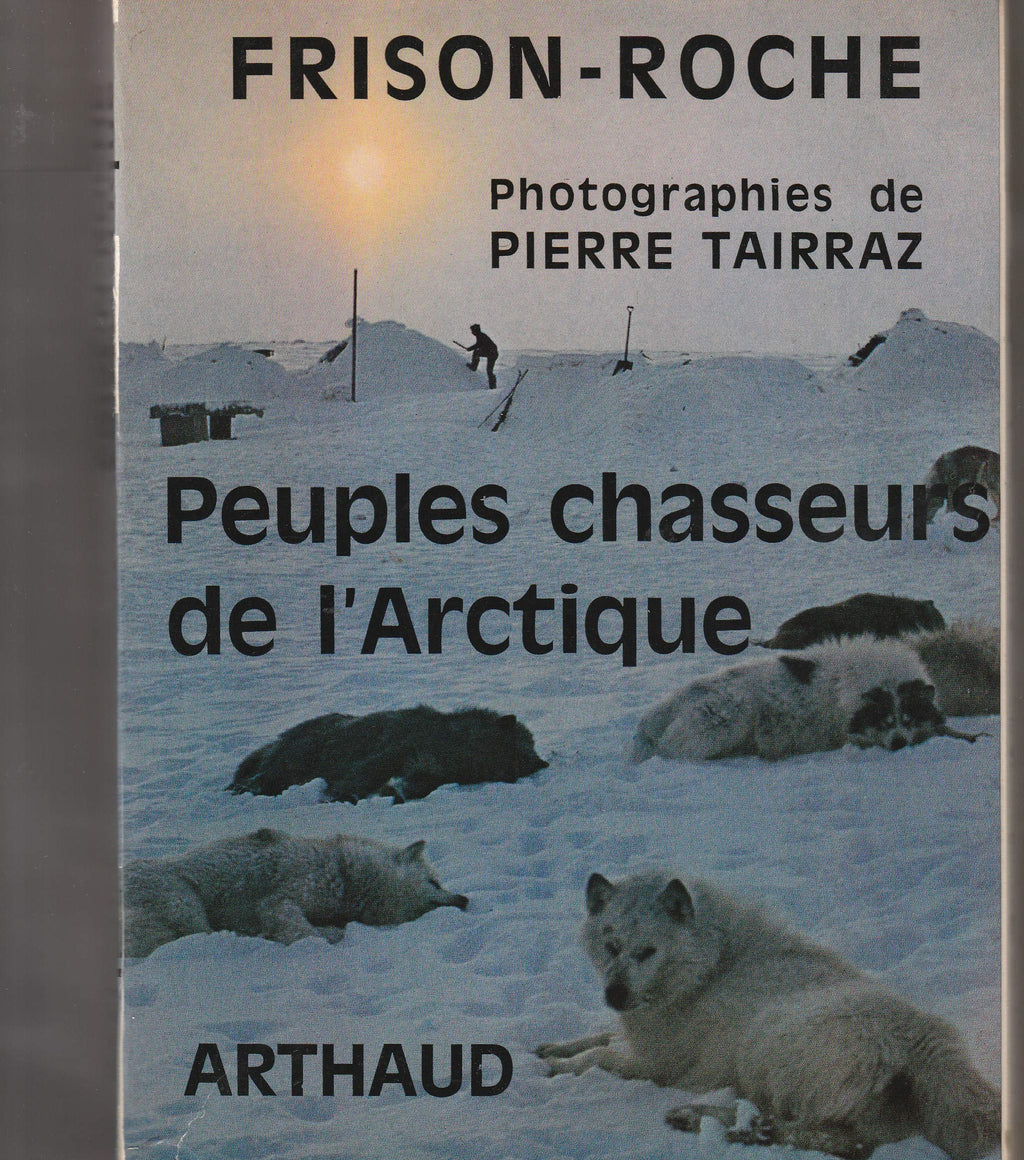 FRISON-ROCHE
Photographies de
PIERRE TAIRRAZ
Peuples chasseurs
de l'Arctique
ARTHAUD